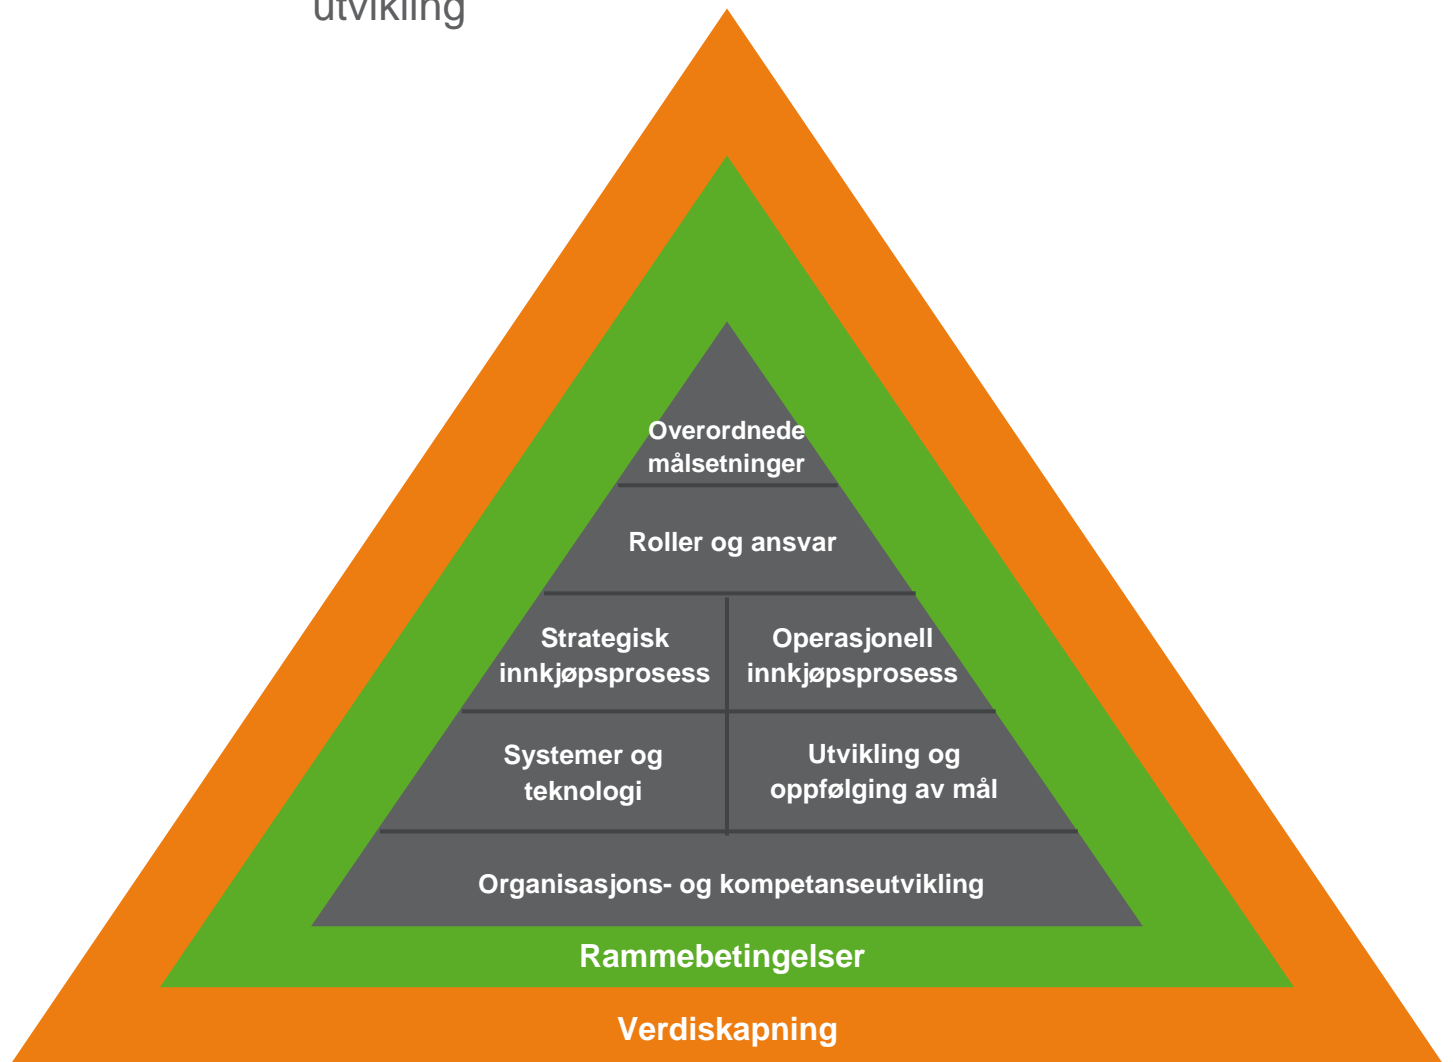 utvikling
Overordnede
målsetninger
Roller og ansvar
Strategisk
innkjøpsprosess
Operasjonell
innkjøpsprosess
Systemer og
teknologi
Utvikling og
oppfølging av mål
Organisasjons- og kompetanseutvikling
Rammebetingelser
Verdiskapning